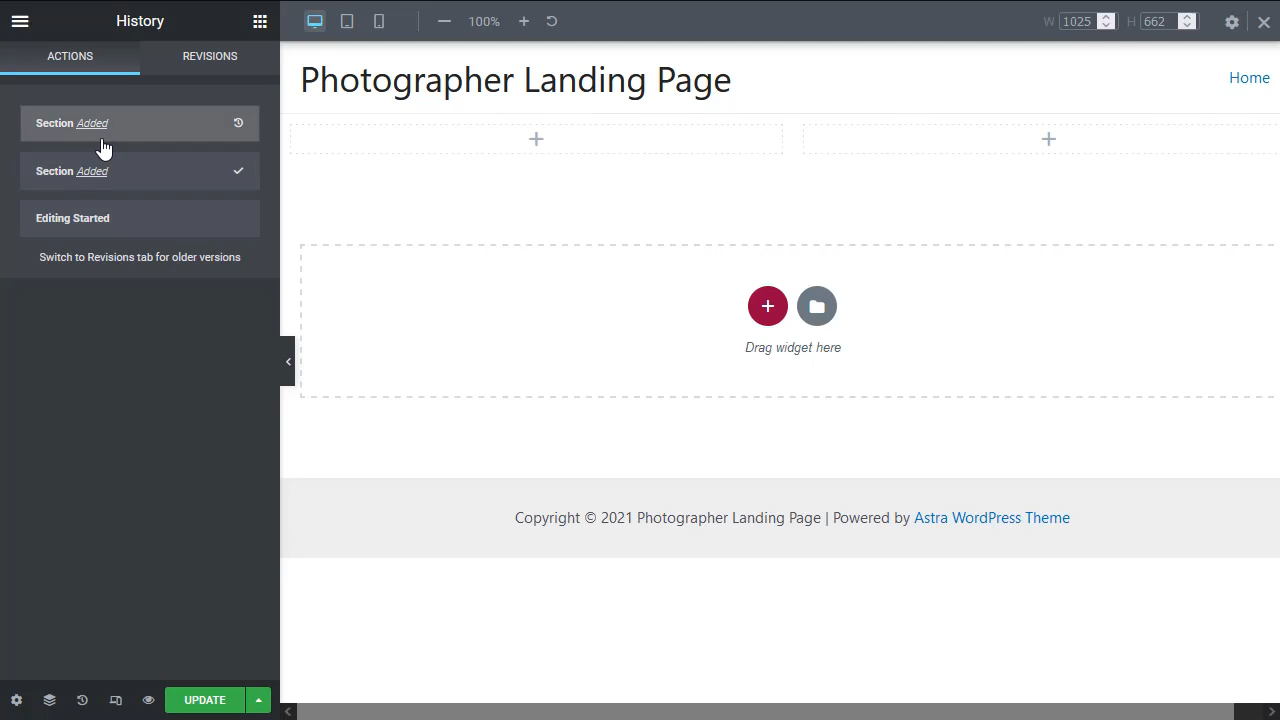 History
100%
W 1025
H 662
ACTIONS
REVISIONS
Photographer Landing Page
Home
Section Added
Section Added
Editing Started
Switch to Revisions tab for older versions
Drag widget here
Copyright © 2021 Photographer Landing Page | Powered by Astra WordPress Theme
UPDATE